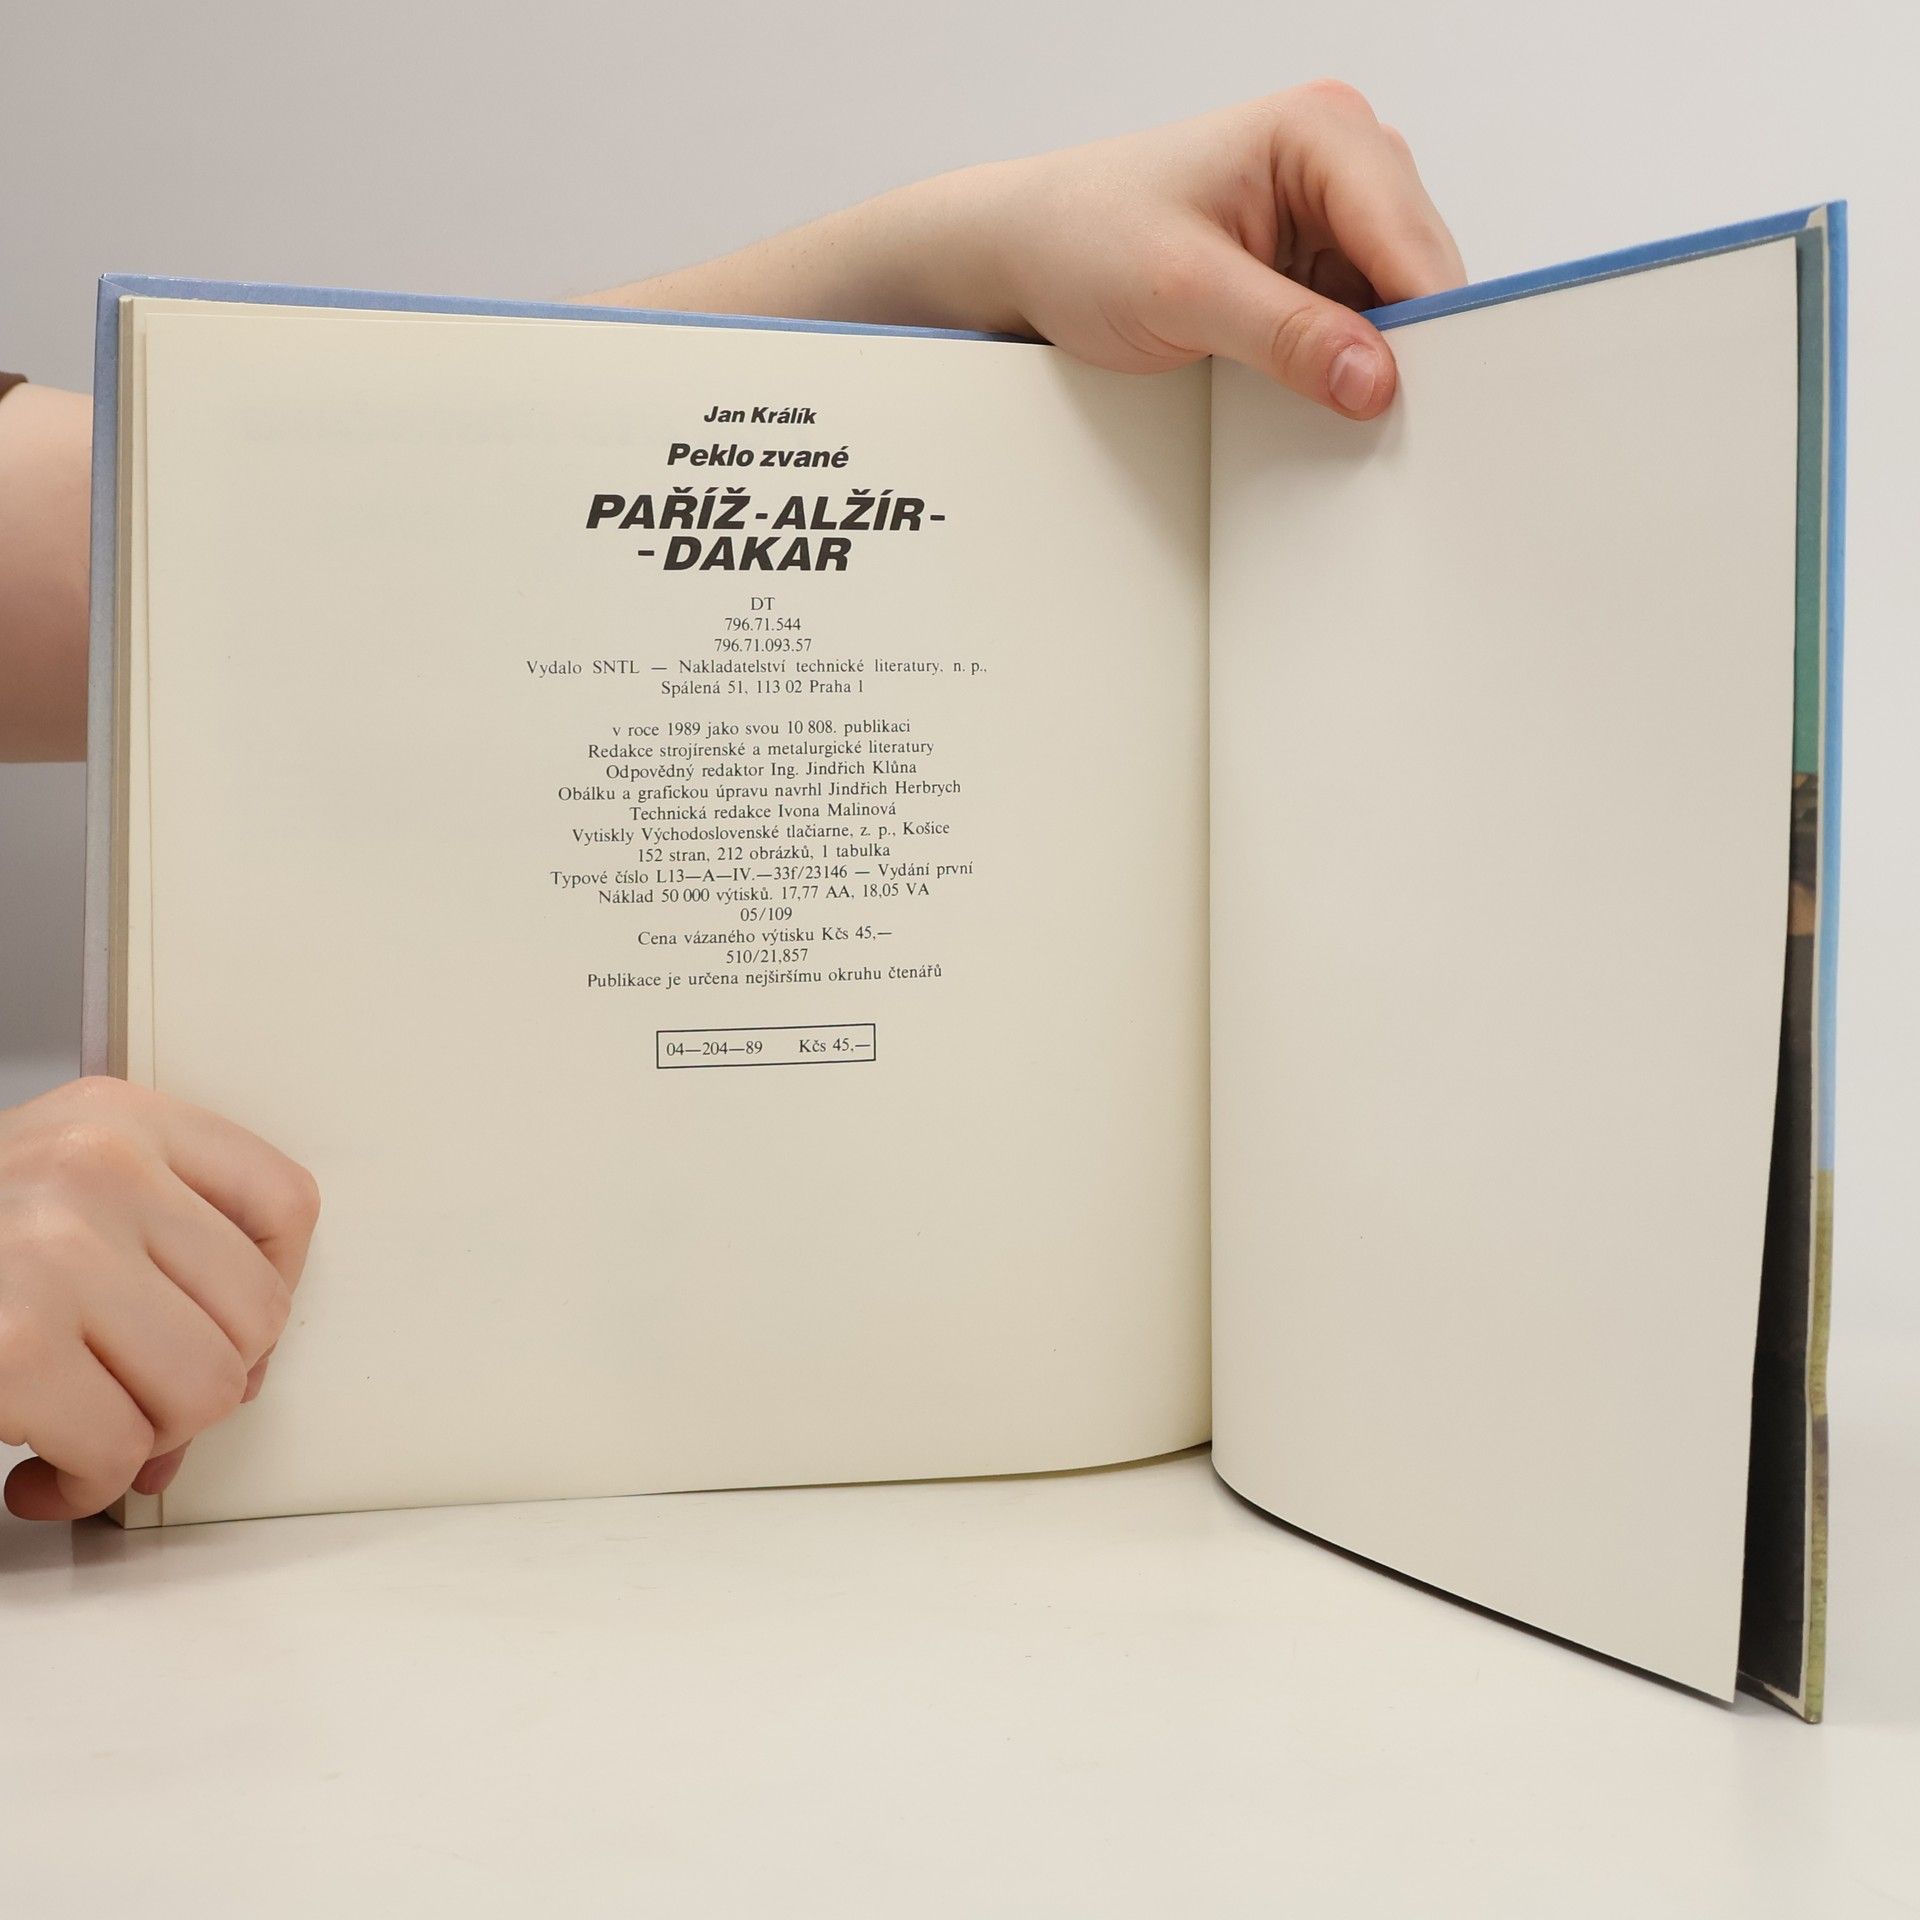 Jan Králík
Peklo zvané
PAŘÍŽ-ALŽÍR-
-DAKAR
DT
796.71.544
796.71.093.57
Vydalo SNTL — Nakladatelství technické literatury, n. p.,
Spálená 51, 113 02 Praha 1
v roce 1989 jako svou 10 808. publikaci
Redakce strojírenské a metalurgické literatury
Odpovědný redaktor Ing. Jindřich Klůna
Obálku a grafickou úpravu navrhl Jindřich Herbrych
Technická redakce Ivona Malinová
Vytiskly Východoslovenské tlačiarne, z. p., Košice
152 stran, 212 obrázků, 1 tabulka
Typové číslo L13—A—IV.—33f/23146 — Vydání první
Náklad 50 000 výtisků. 17,77 AA, 18,05 VA
05/109
Cena vázaného výtisku Kčs 45,—
510/21,857
Publikace je určena nejširšímu okruhu čtenářů
04—204—89 Kčs 45,—